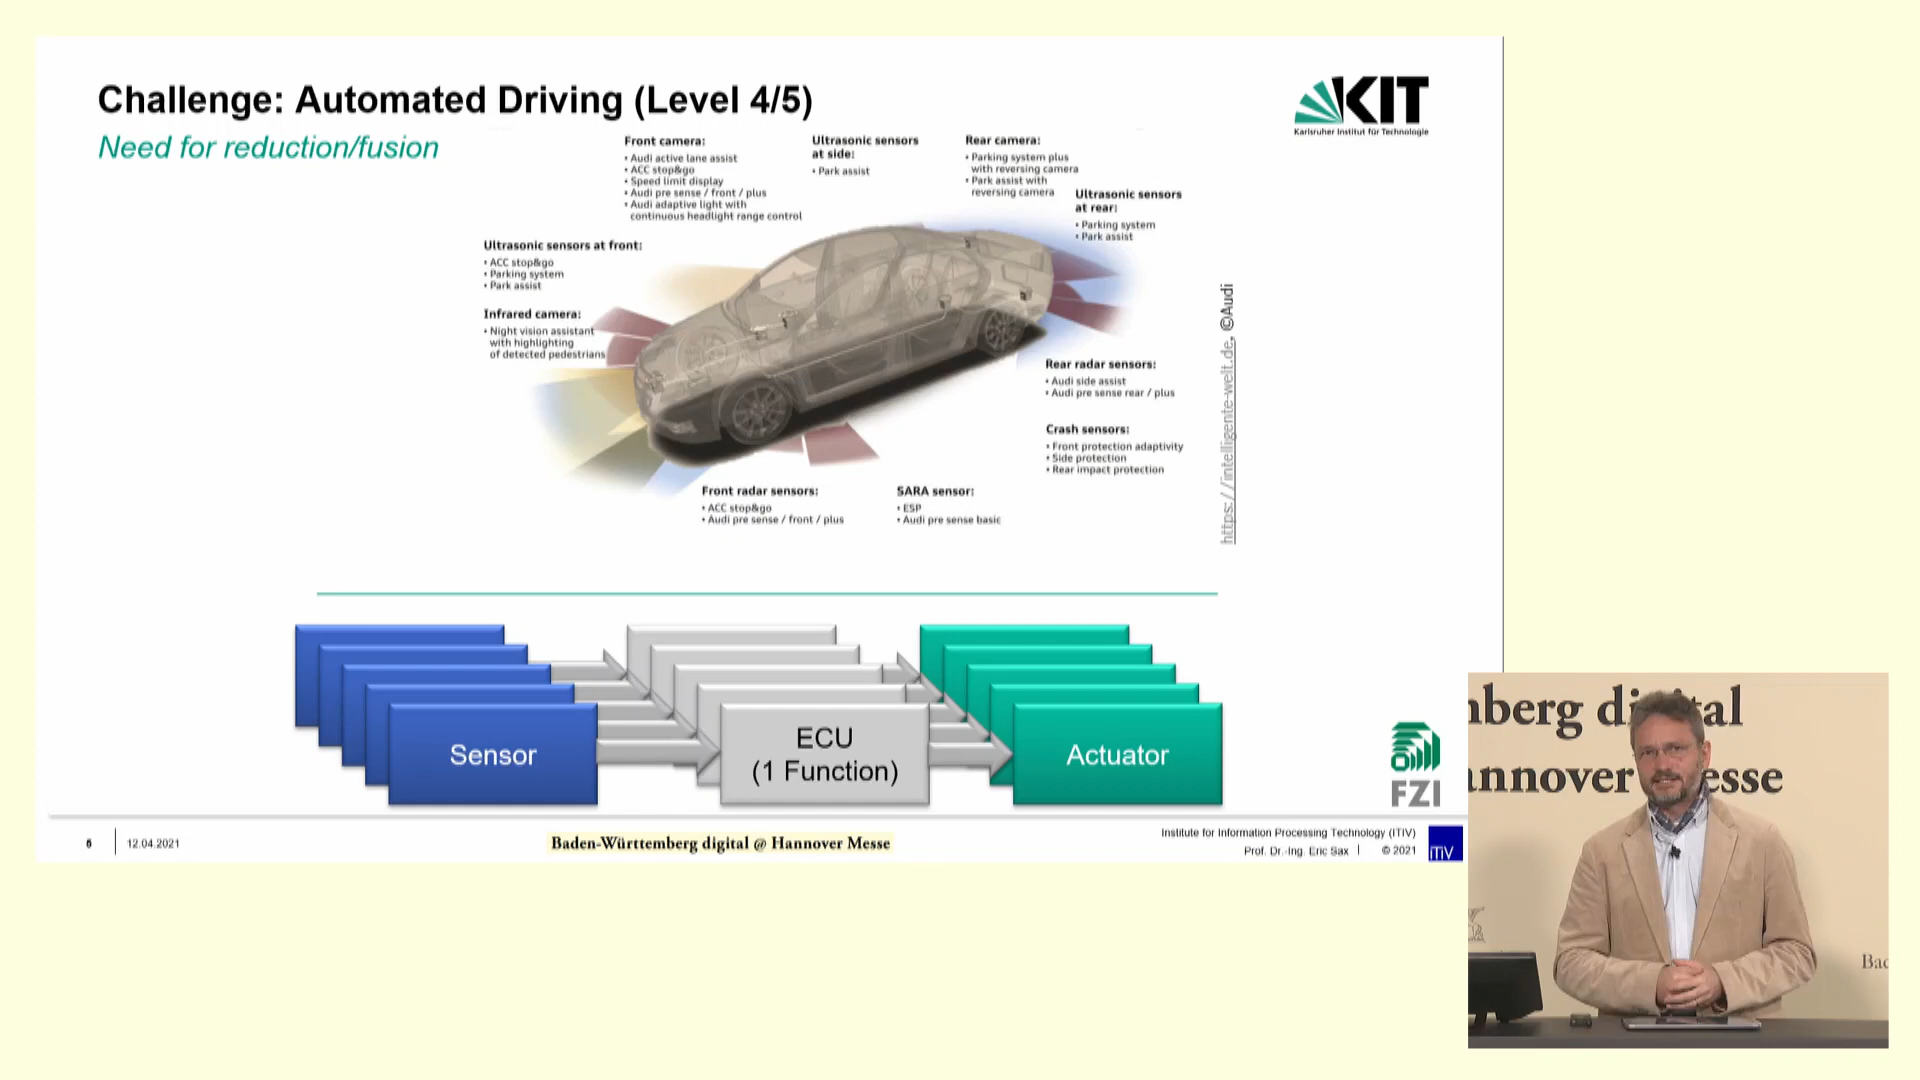 Challenge: Automated Driving (Level 4/5)
Need for reduction/fusion
KIT
Karlsruher Institut für Technologie
Front camera:
• Audi active lane assist
• ACC stop&go
• Speed limit display
• Audi pre sense / front / plus
• Audi adaptive light with
continuous headlight range control
Ultrasonic sensors
at side:
• Park assist
Rear camera:
• Parking system plus
with reversing camera
• Park assist with
reversing camera
Ultrasonic sensors
at rear:
• Parking system
• Park assist
Ultrasonic sensors at front:
• ACC stop&go
• Parking system
• Park assist
Infrared camera:
• Night vision assistant
with highlighting
of detected pedestrians
Rear radar sensors:
• Audi side assist
• Audi pre sense rear / plus
Crash sensors:
• Front protection adaptivity
• Side protection
• Rear impact protection
Front radar sensors:
• ACC stop&go
• Audi pre sense / front / plus
SARA sensor:
• ESP
• Audi pre sense basic
https://intelligente-welt.de, ©Audi
Sensor
ECU
(1 Function)
Actuator
FZI
6
12.04.2021
Baden-Württemberg digital @ Hannover Messe
Institute for Information Processing Technology (ITIV)
Prof. Dr.-Ing. Eric Sax | © 2021
ITIV
mberg digital
annover Messe
Bad